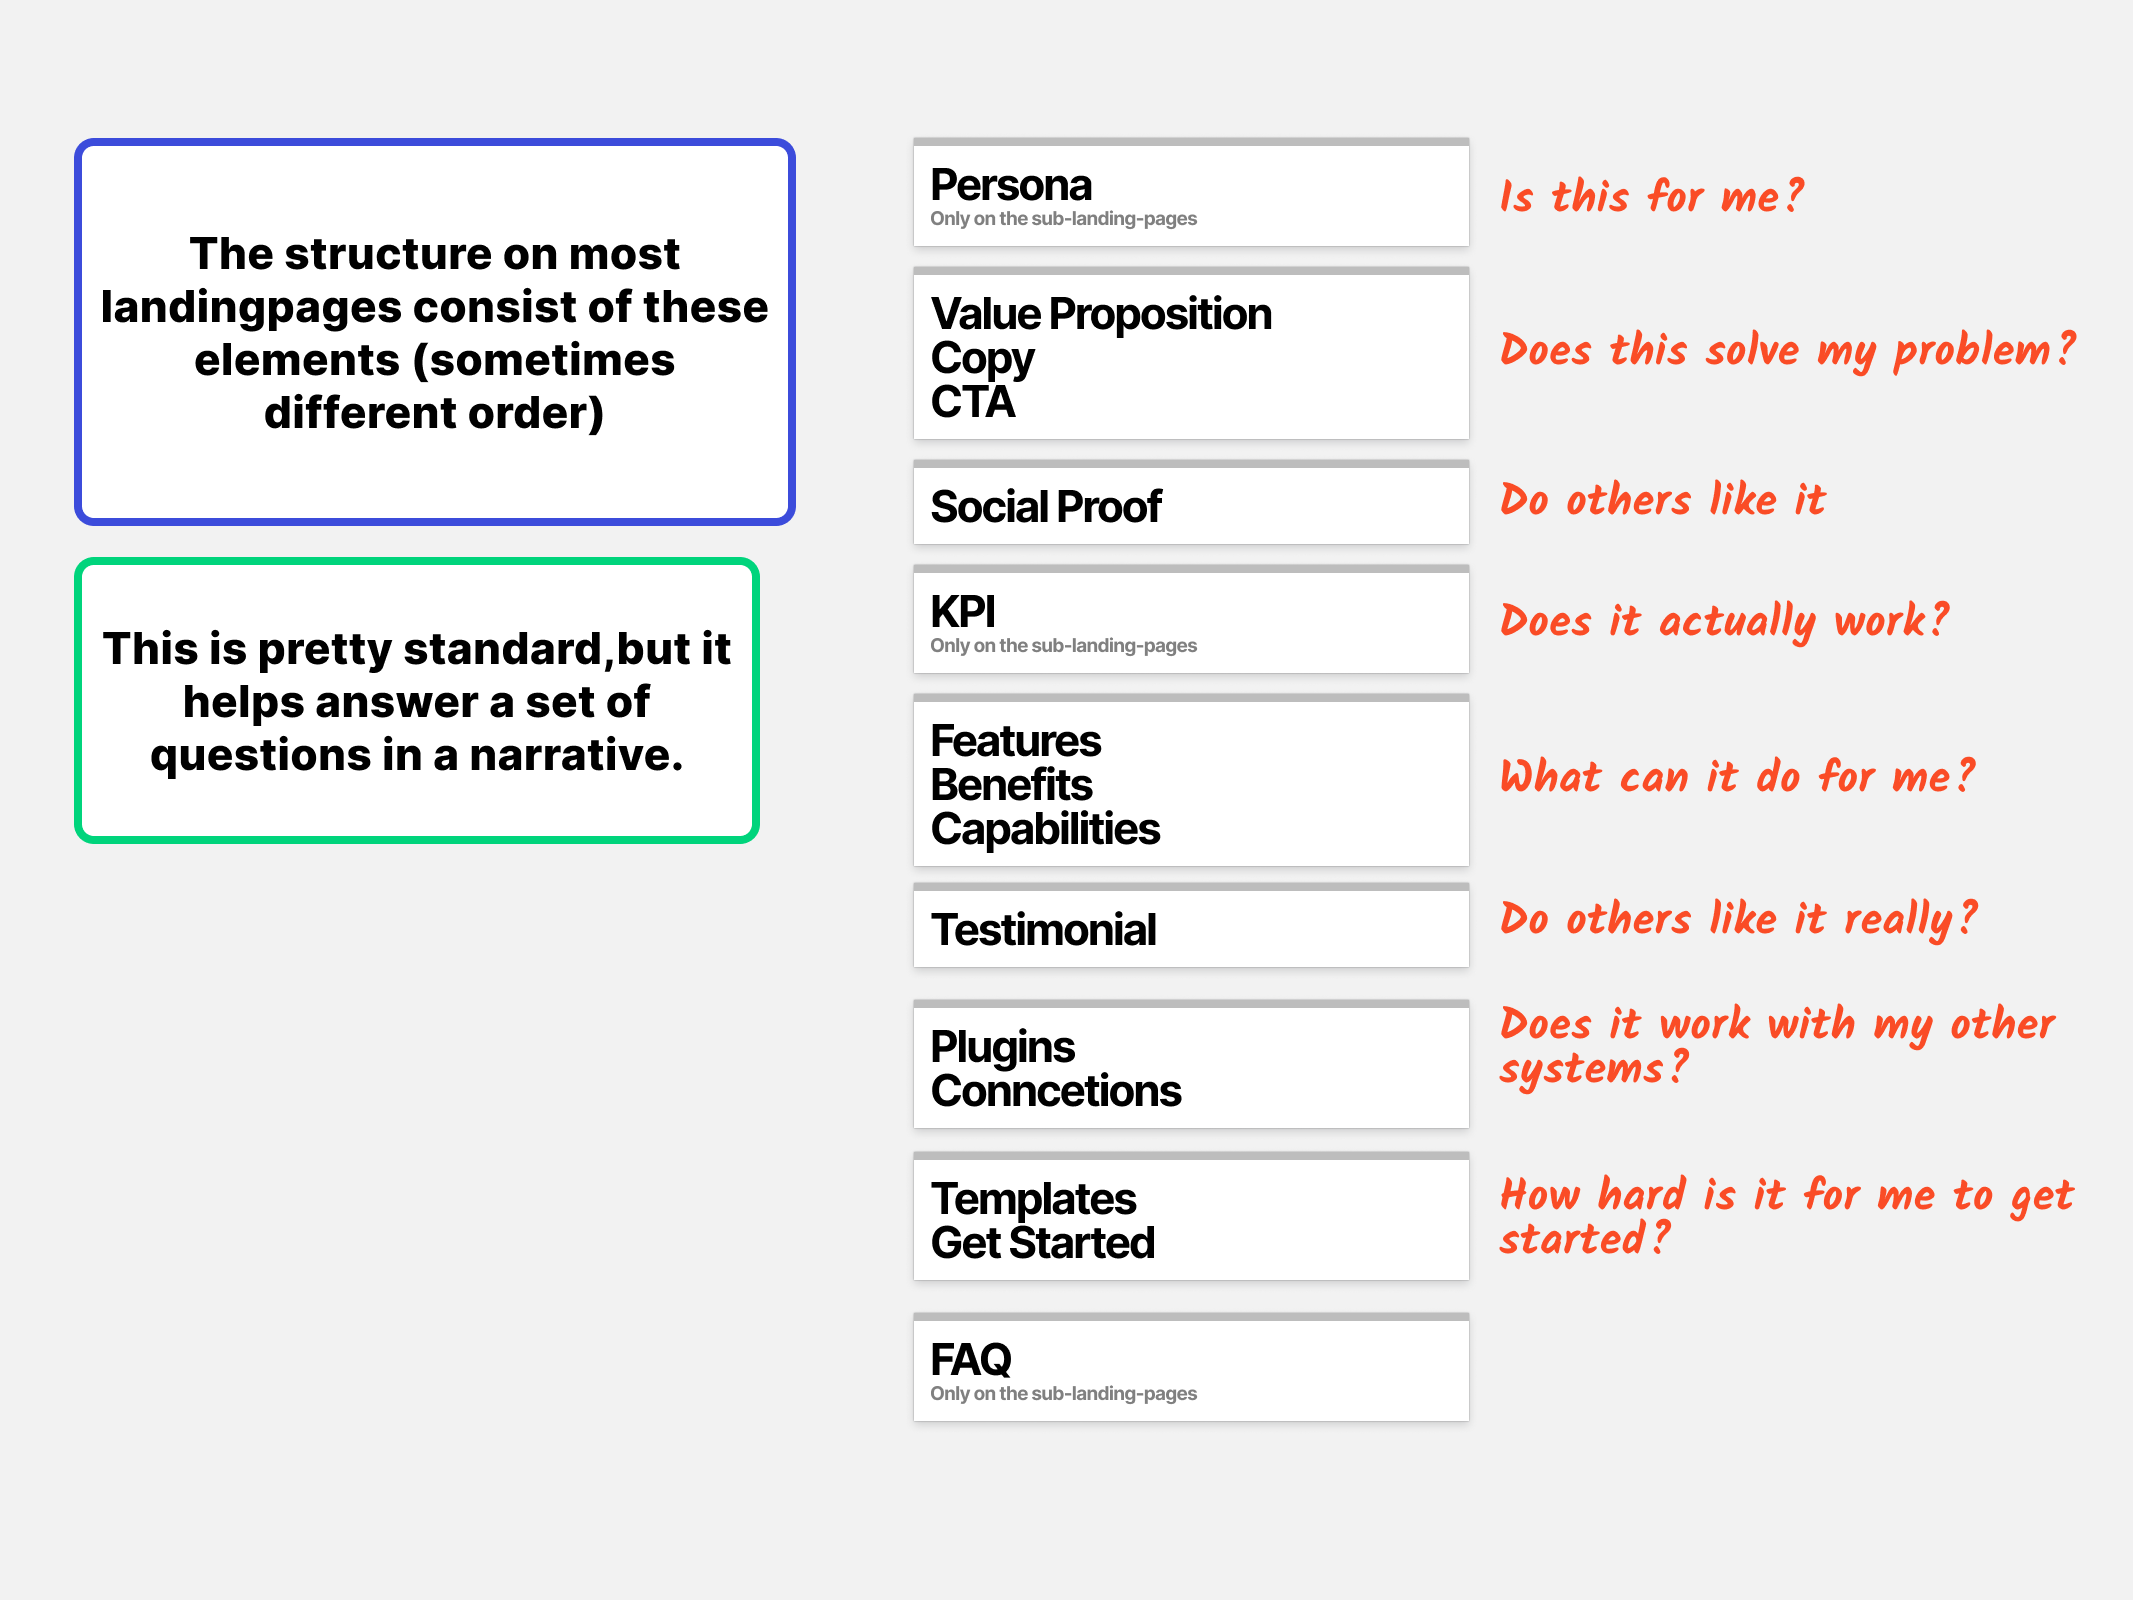 The structure on most
landingpages consist of these
elements (sometimes
different order)
This is pretty standard,but it
helps answer a set of
questions in a narrative.
Persona
Only on the sub-landing-pages
Is this for me?
Value Proposition
Copy
CTA
Does this solve my problem?
Social Proof
Do others like it
KPI
Only on the sub-landing-pages
Does it actually work?
Features
Benefits
Capabilities
What can it do for me?
Testimonial
Do others like it really?
Plugins
Conncetions
Does it work with my other
systems?
Templates
Get Started
How hard is it for me to get
started?
FAQ
Only on the sub-landing-pages